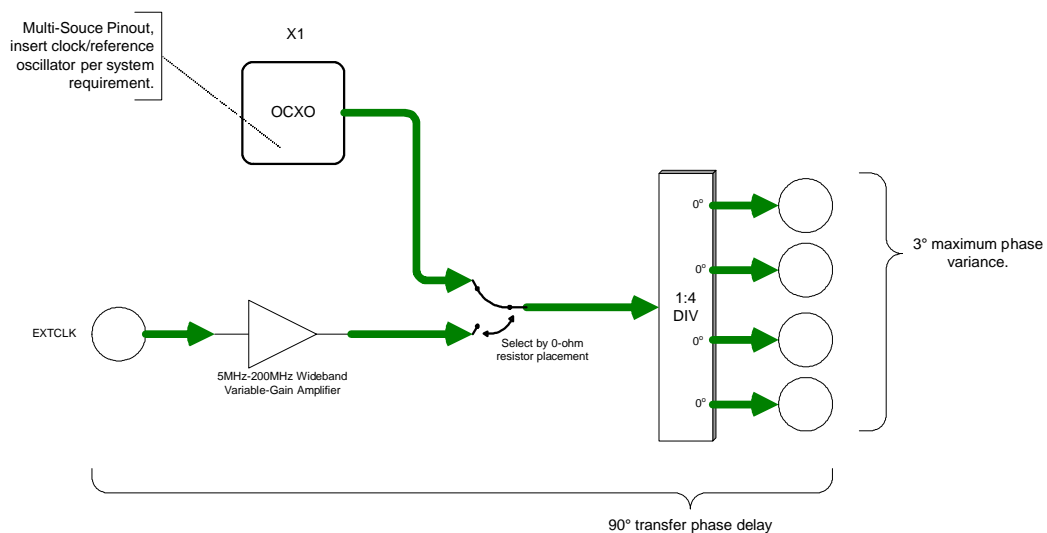 Multi-Souce Pinout,
insert clock/reference
oscillator per system
requirement.
X1
OCXO
0°
0°
3° maximum phase
variance.
1:4
DIV
EXTCLK
5MHz-200MHz Wideband
Variable-Gain Amplifier
Select by 0-ohm
resistor placement
0°
0°
90° transfer phase delay